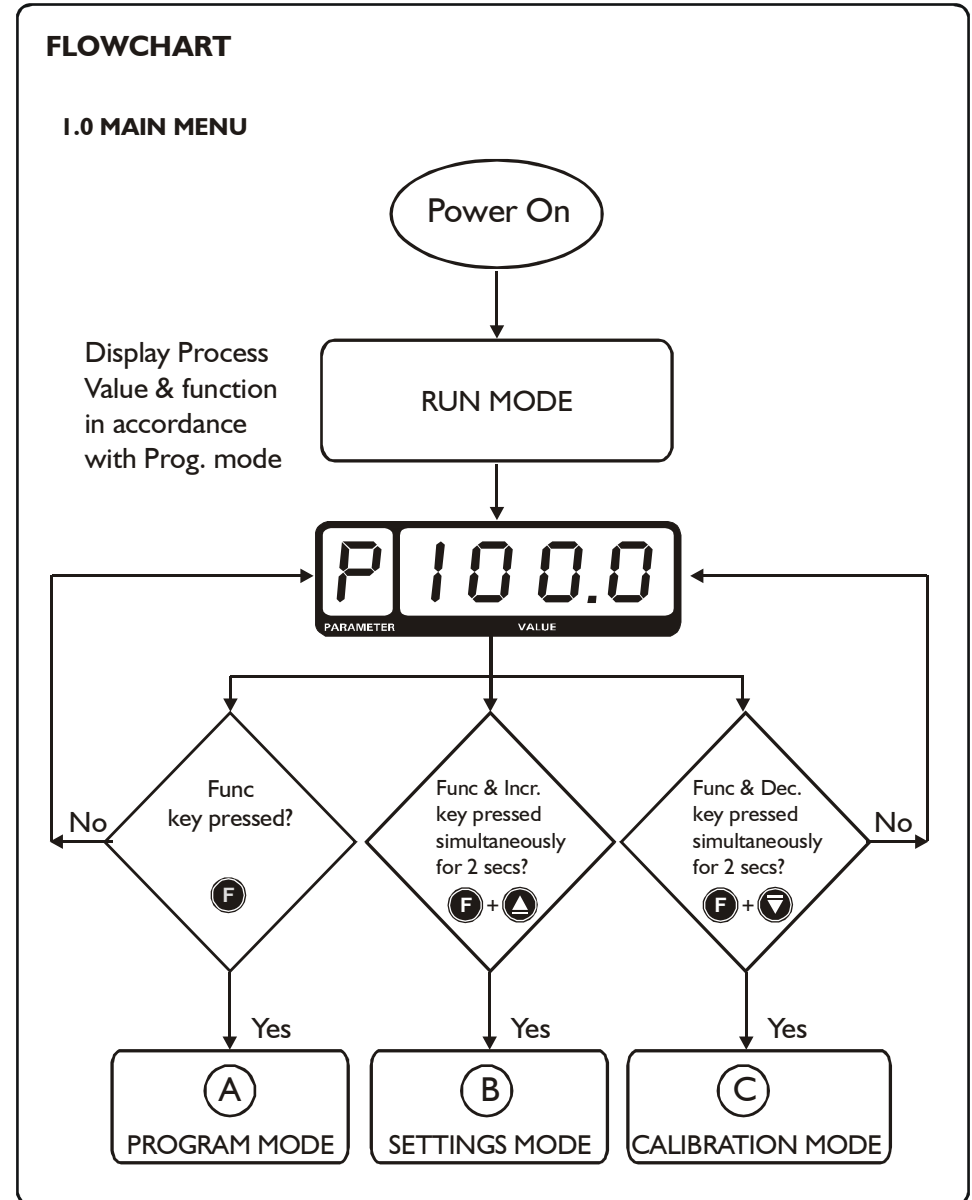 FLOWCHART
1.0 MAIN MENU
Power On
Display Process
Value & function
in accordance
with Prog. mode
RUN MODE
P 100.0
PARAMETER VALUE
Func
key pressed?
F
No
Func & Incr.
key pressed
simultaneously
for 2 secs?
F +
Func & Dec.
key pressed
simultaneously
for 2 secs?
F +
No
Yes
Yes
Yes
A
PROGRAM MODE
B
SETTINGS MODE
C
CALIBRATION MODE